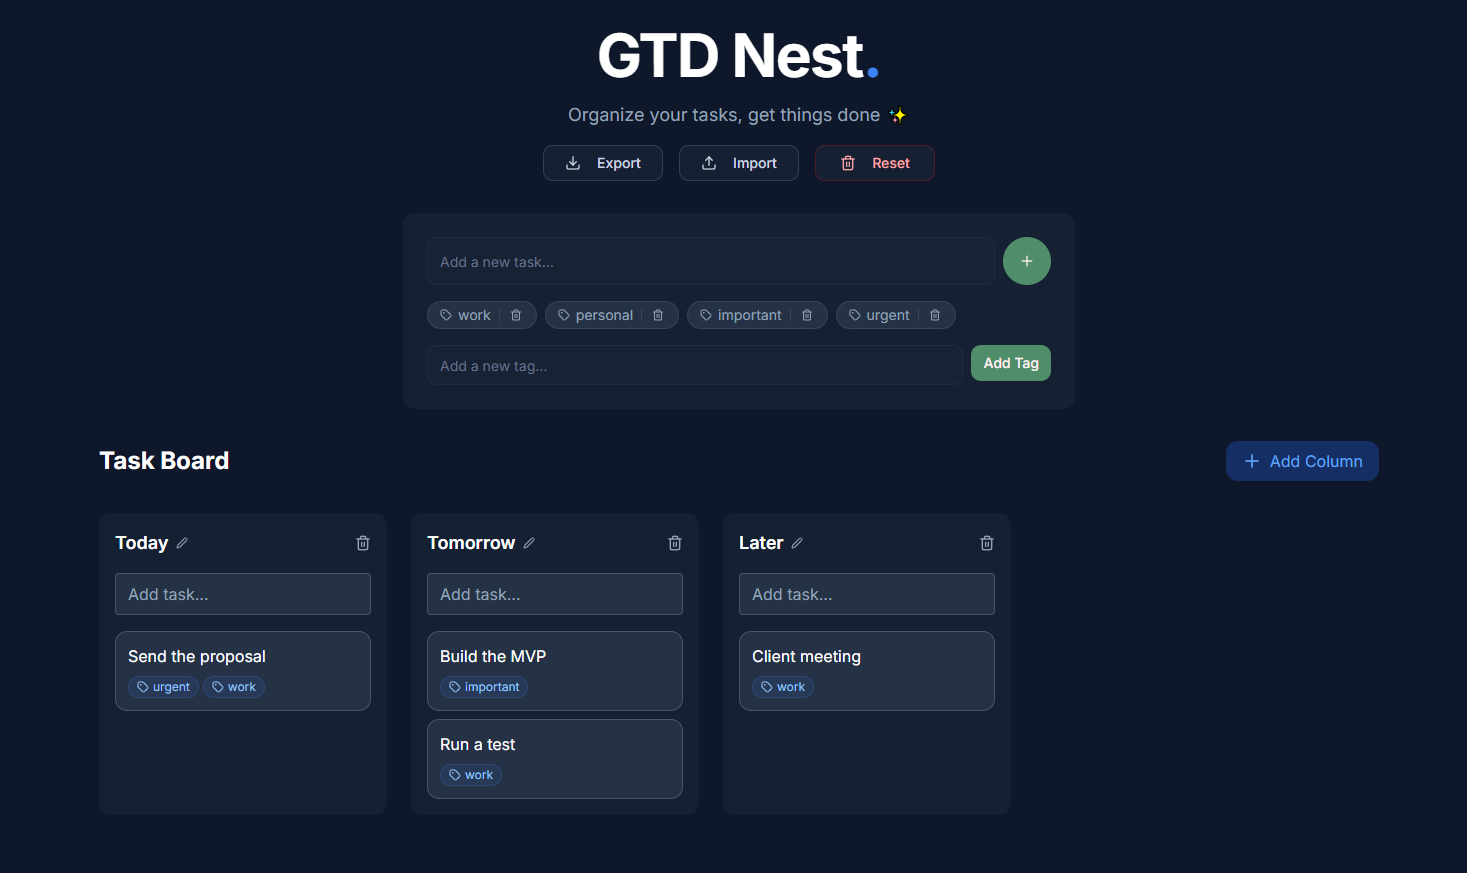 GTD Nest.
Organize your tasks, get things done ✨
Export Import Reset
Add a new task...
work personal important urgent
Add a new tag... Add Tag
Task Board Add Column
Today Tomorrow Later
Add task... Add task... Add task...
Send the proposal Build the MVP Client meeting
urgent work important work
Run a test
work